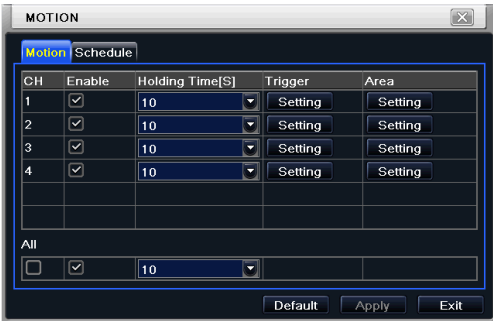 MOTION
Motion Schedule
CH Enable Holding Time[S] Trigger Area
1 10 Setting Setting
2 10 Setting Setting
3 10 Setting Setting
4 10 Setting Setting
All
10
Default Apply Exit